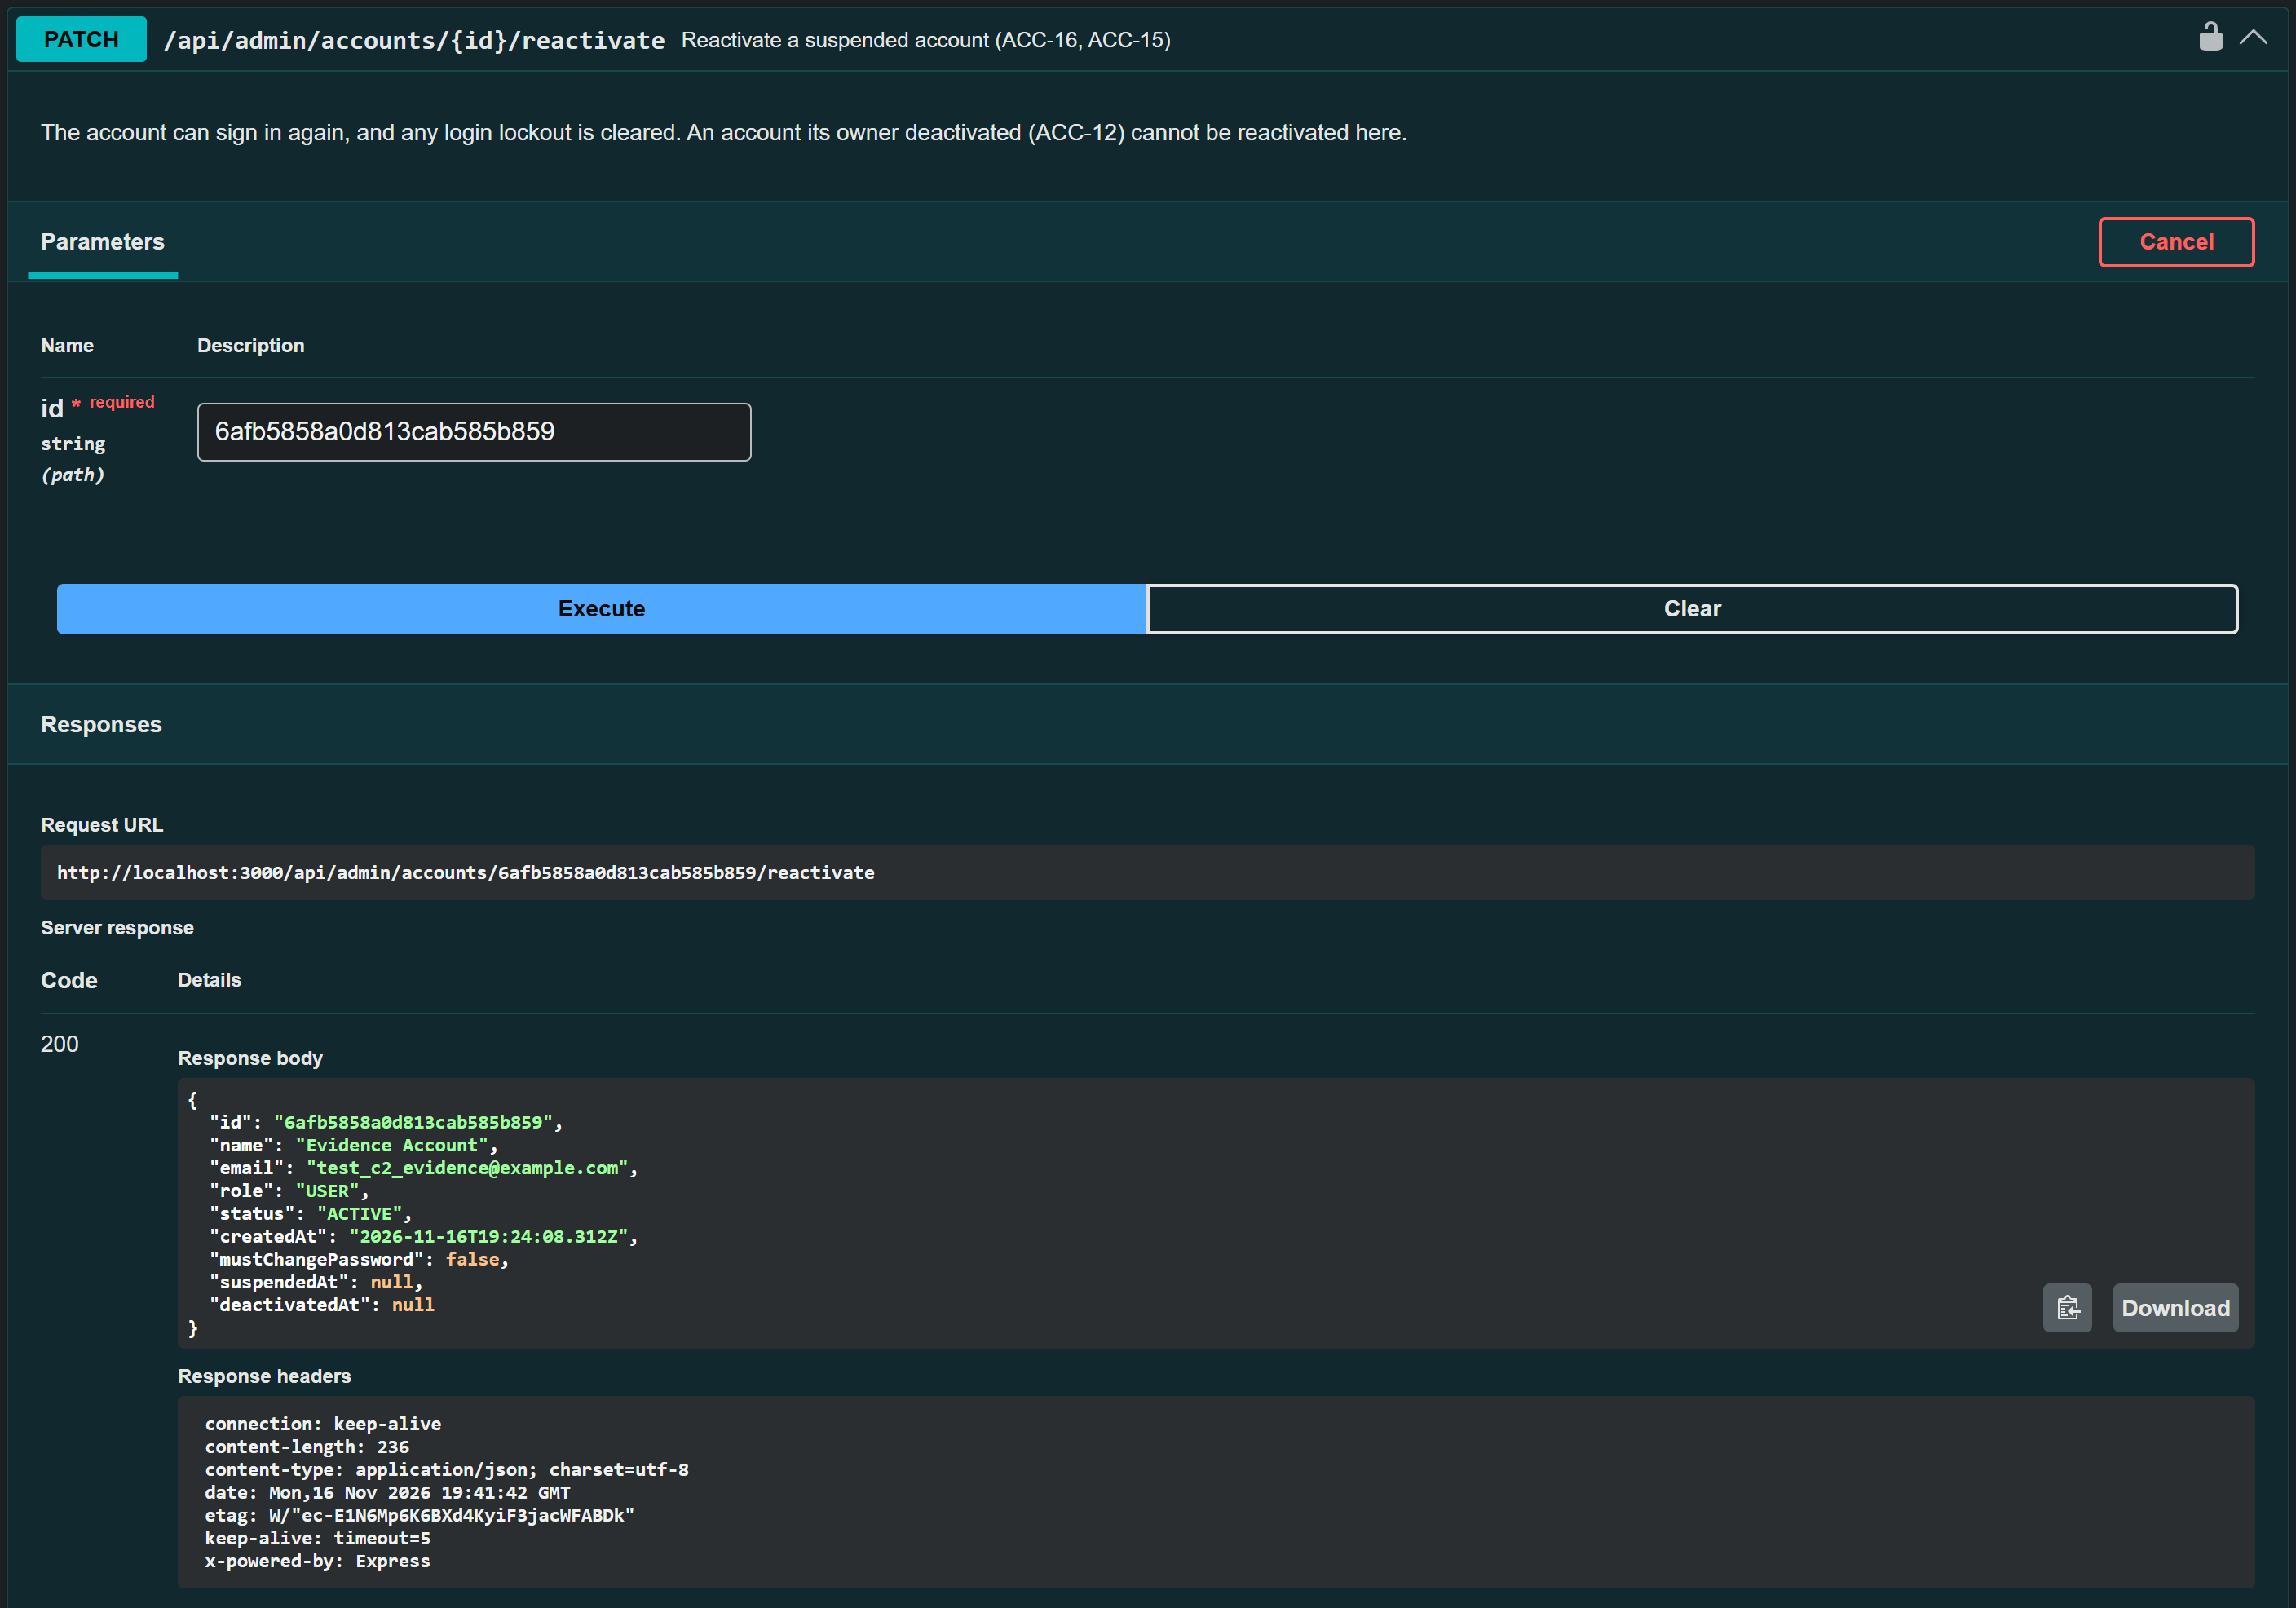 PATCH /api/admin/accounts/{id}/reactivate Reactivate a suspended account (ACC-16, ACC-15)
The account can sign in again, and any login lockout is cleared. An account its owner deactivated (ACC-12) cannot be reactivated here.
Parameters
Cancel
Name Description
id * required
string
(path)
6afb5858a0d813cab585b859
Execute
Clear
Responses
Request URL
http://localhost:3000/api/admin/accounts/6afb5858a0d813cab585b859/reactivate
Server response
Code Details
200
Response body
{
  "id": "6afb5858a0d813cab585b859",
  "name": "Evidence Account",
  "email": "test_c2_evidence@example.com",
  "role": "USER",
  "status": "ACTIVE",
  "createdAt": "2026-11-16T19:24:08.312Z",
  "mustChangePassword": false,
  "suspendedAt": null,
  "deactivatedAt": null
}
Download
Response headers
connection: keep-alive
content-length: 236
content-type: application/json; charset=utf-8
date: Mon,16 Nov 2026 19:41:42 GMT
etag: W/"ec-E1N6Mp6K6BXd4KyiF3jacWFABDk"
keep-alive: timeout=5
x-powered-by: Express